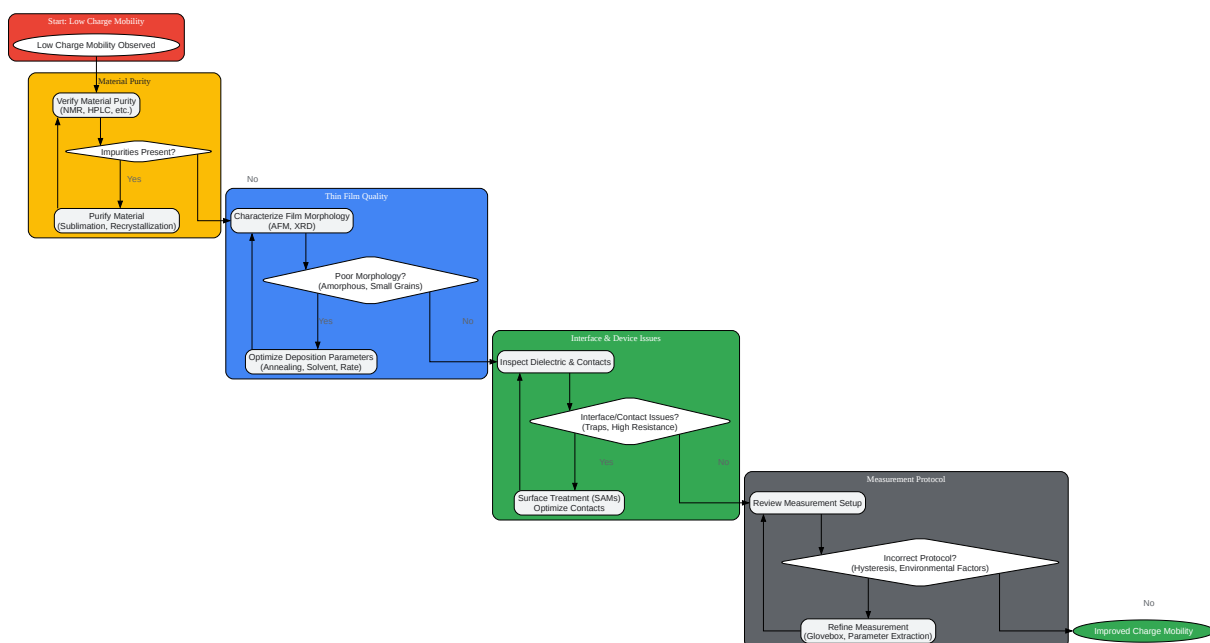 Start: Low Charge Mobility
Low Charge Mobility Observed
Material Purity
Verify Material Purity
(NMR, HPLC, etc.)
Impurities Present?
Yes
No
Purify Material
(Sublimation, Recrystallization)
Thin Film Quality
Characterize Film Morphology
(AFM, XRD)
Poor Morphology?
(Amorphous, Small Grains)
Yes
No
Optimize Deposition Parameters
(Annealing, Solvent, Rate)
Interface & Device Issues
Inspect Dielectric & Contacts
Interface/Contact Issues?
(Traps, High Resistance)
Yes
No
Surface Treatment (SAMs)
Optimize Contacts
Measurement Protocol
Review Measurement Setup
Incorrect Protocol?
(Hysteresis, Environmental Factors)
No
Refine Measurement
(Glovebox, Parameter Extraction)
Improved Charge Mobility